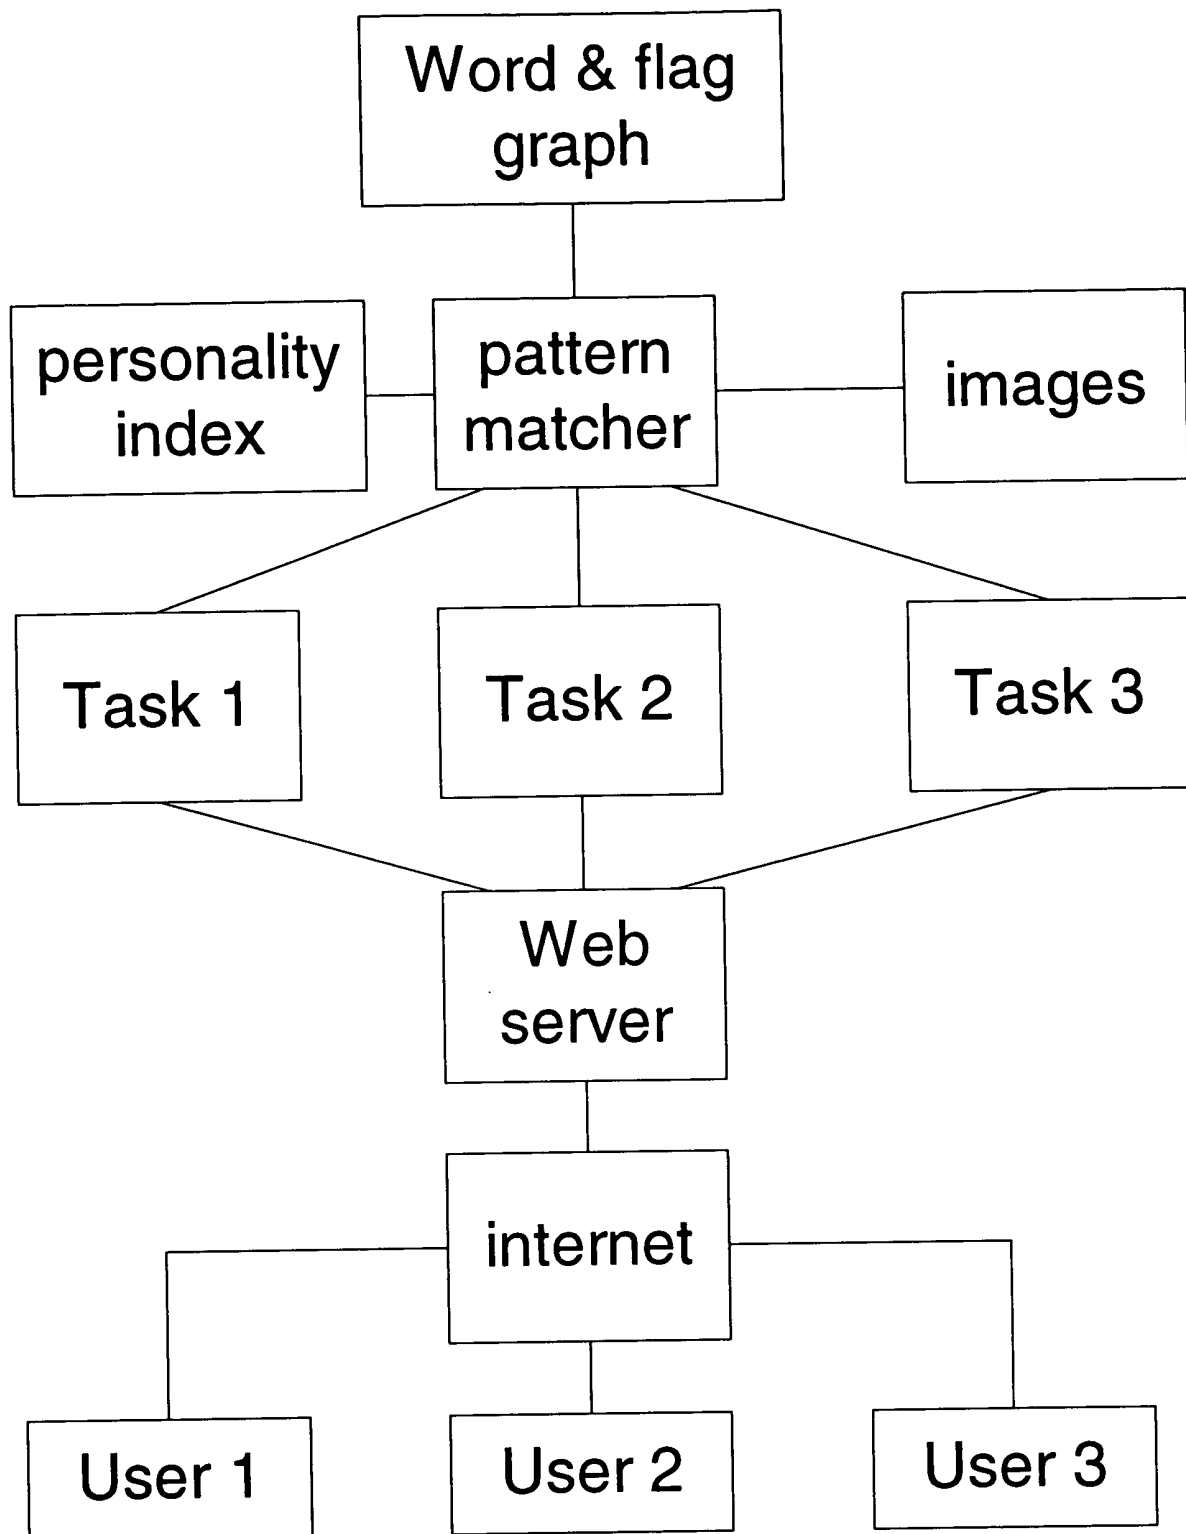 Word & flag
graph
personality
index
pattern
matcher
images
Task 1
Task 2
Task 3
Web
server
internet
User 1
User 2
User 3